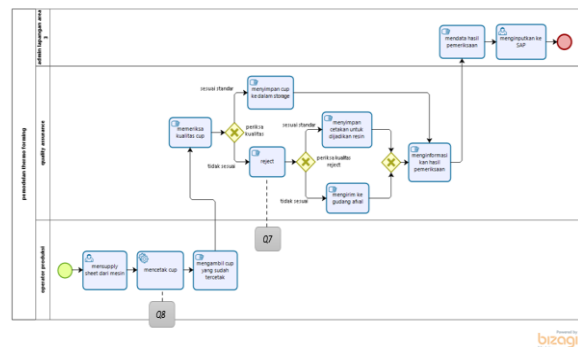 pemodelan thermo forming
admin lapangan area
3
mendata hasil
pemeriksaan
menginputkan ke
SAP
quality assurance
memeriksa
kualitas cup
sesuai standar
periksa
kualitas
tidak sesuai
menyimpan cup
ke dalam storage
reject
sesuai standar
periksa kualitas
reject
tidak sesuai
menyimpan
cetakan untuk
dijadikan resin
mengirim ke
gudang afval
menginformasi
kan hasil
pemeriksaan
Q7
operator produksi
mensupply
sheet dari mesin
mencetak cup
mengambil cup
yang sudah
tercetak
Q8
Powered by
bizagi